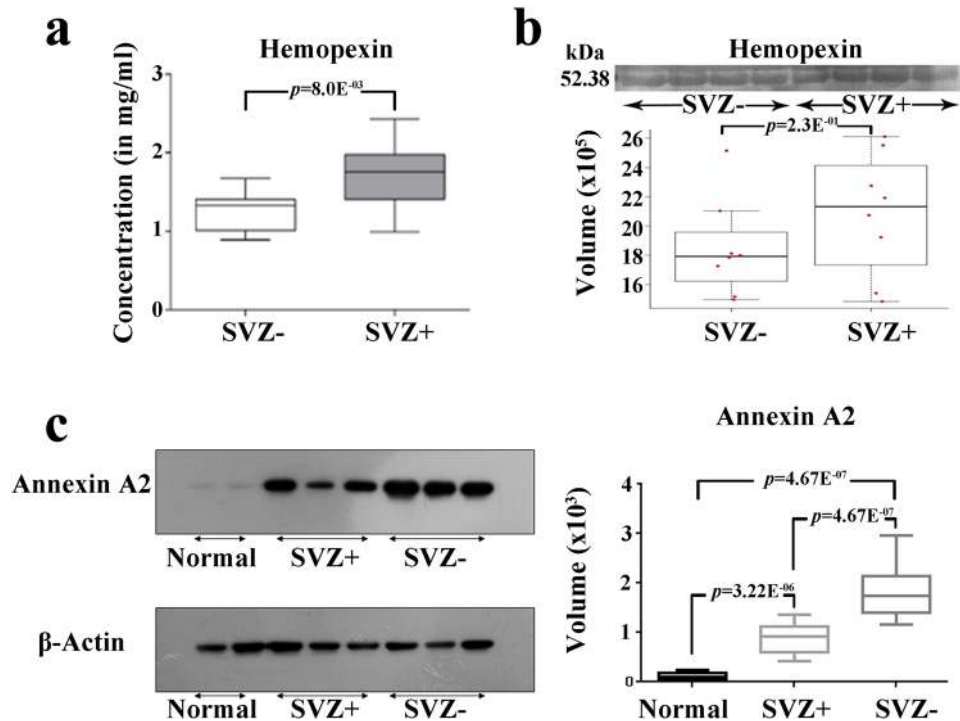 a
Hemopexin
Concentration (in mg/ml)
3
2
1
0
p=8.0E-03
SVZ- SVZ+
b
Hemopexin
kDa
52.38
SVZ- SVZ+
p=2.3E-01
Volume (x10⁵)
26
24
22
20
18
16
SVZ- SVZ+
c
Annexin A2
Normal SVZ+ SVZ-
β-Actin
Normal SVZ+ SVZ-
Annexin A2
Volume (x10³)
4
3
2
1
0
p=4.67E-07
p=4.67E-07
p=3.22E-06
Normal SVZ+ SVZ-